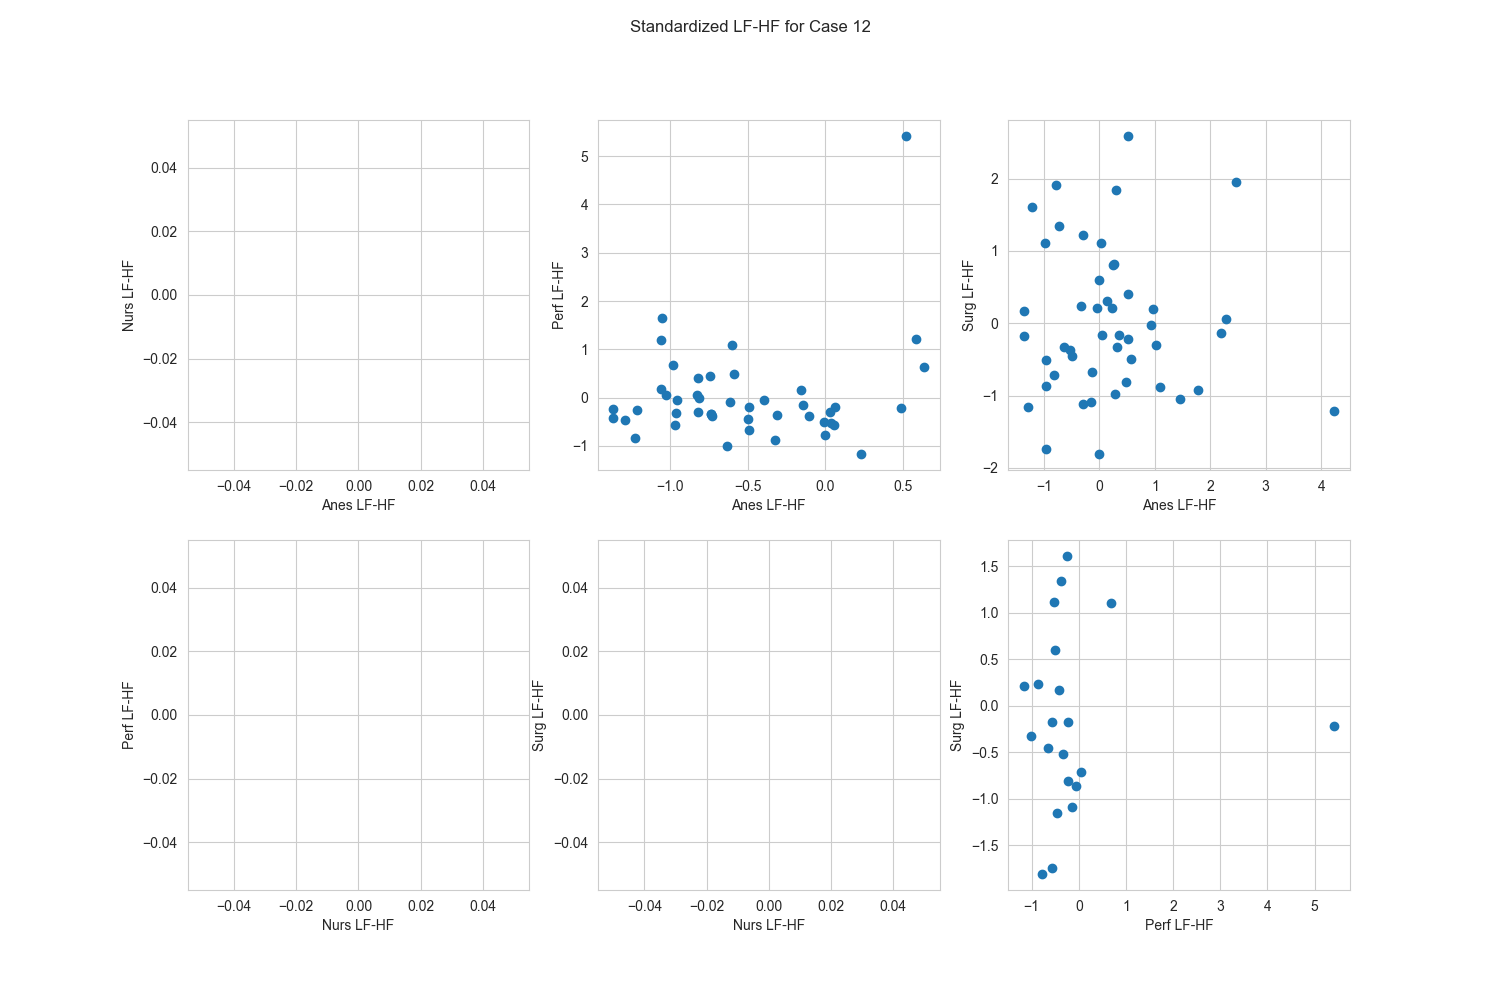 Standardized LF-HF for Case 12
0.04
0.02
0.00
−0.02
−0.04
Nurs LF-HF
−0.04 −0.02 0.00 0.02 0.04
Anes LF-HF
5
4
3
2
1
0
−1
Perf LF-HF
−1.0 −0.5 0.0 0.5
Anes LF-HF
2
1
0
−1
−2
Surg LF-HF
−1 0 1 2 3 4
Anes LF-HF
0.04
0.02
0.00
−0.02
−0.04
Perf LF-HF
−0.04 −0.02 0.00 0.02 0.04
Nurs LF-HF
0.04
0.02
0.00
−0.02
−0.04
Surg LF-HF
−0.04 −0.02 0.00 0.02 0.04
Nurs LF-HF
1.5
1.0
0.5
0.0
−0.5
−1.0
−1.5
Surg LF-HF
−1 0 1 2 3 4 5
Perf LF-HF